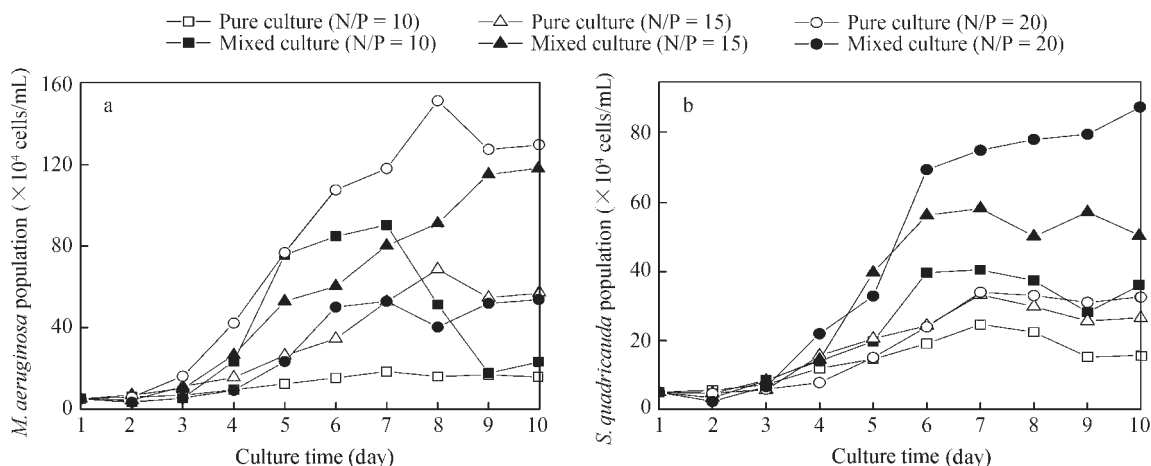 Pure culture (N/P = 10) Pure culture (N/P = 15) Pure culture (N/P = 20)
Mixed culture (N/P = 10) Mixed culture (N/P = 15) Mixed culture (N/P = 20)
a
M. aeruginosa population (×10⁴ cells/mL)
160
120
80
40
0
1 2 3 4 5 6 7 8 9 10
Culture time (day)
b
S. quadricauda population (×10⁴ cells/mL)
80
60
40
20
0
1 2 3 4 5 6 7 8 9 10
Culture time (day)